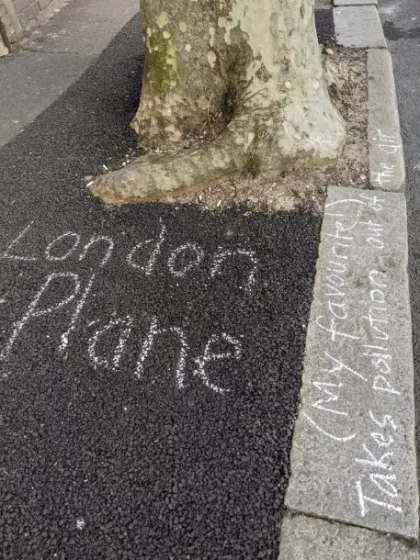 London
Plane
(My favourite!)
Takes pollution out of the air